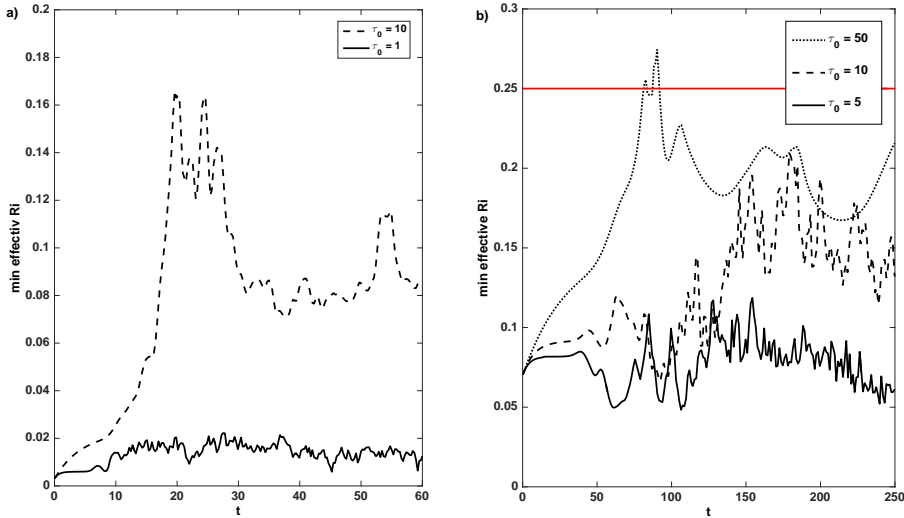 a)
0.2
0.18
0.16
0.14
0.12
0.1
0.08
0.06
0.04
0.02
0
min effectiv Ri
0 10 20 30 40 50 60
t
τ0 = 10
τ0 = 1
b)
0.3
0.25
0.2
0.15
0.1
0.05
0
min effective Ri
0 50 100 150 200 250
t
τ0 = 50
τ0 = 10
τ0 = 5